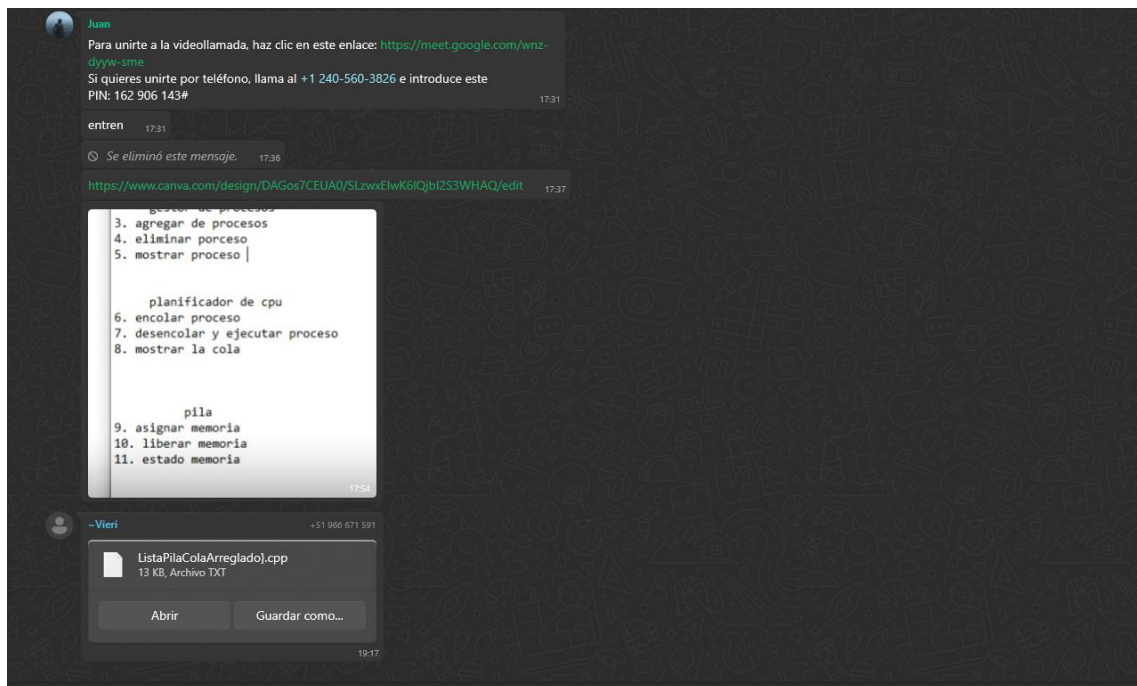 Juan
Para unirte a la videollamada, haz clic en este enlace: https://meet.google.com/wnz-
dyyw-sme
Si quieres unirte por teléfono, llama al +1 240-560-3826 e introduce este
PIN: 162 906 143#
17:31
entren 17:31
Se eliminó este mensaje. 17:36
https://www.canva.com/design/DAGos7CEUA0/SLzwxElwK6lQjbl2S3WHAQ/edit 17:37
gestor de procesos
3. agregar de procesos
4. eliminar porceso
5. mostrar proceso
planificador de cpu
6. encolar proceso
7. desencolar y ejecutar proceso
8. mostrar la cola
pila
9. asignar memoria
10. liberar memoria
11. estado memoria
17:54
~Vieri +51 966 671 591
ListaPilaColaArreglado}.cpp
13 KB, Archivo TXT
Abrir Guardar como...
19:17